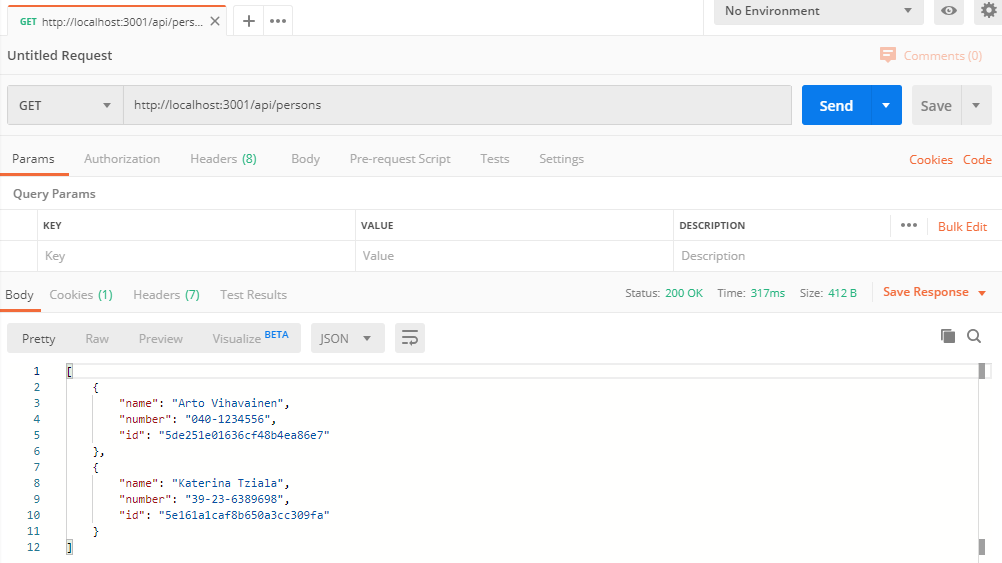 GET http://localhost:3001/api/pers... No Environment
Untitled Request Comments (0)
GET http://localhost:3001/api/persons Send Save
Params Authorization Headers (8) Body Pre-request Script Tests Settings Cookies Code
Query Params
KEY VALUE DESCRIPTION ••• Bulk Edit
Key Value Description
Body Cookies (1) Headers (7) Test Results Status: 200 OK Time: 317ms Size: 412 B Save Response
Pretty Raw Preview Visualize BETA JSON
1 [
2 {
3 "name": "Arto Vihavainen",
4 "number": "040-1234556",
5 "id": "5de251e01636cf48b4ea86e7"
6 },
7 {
8 "name": "Katerina Tziala",
9 "number": "39-23-6389698",
10 "id": "5e161a1caf8b650a3cc309fa"
11 }
12 ]